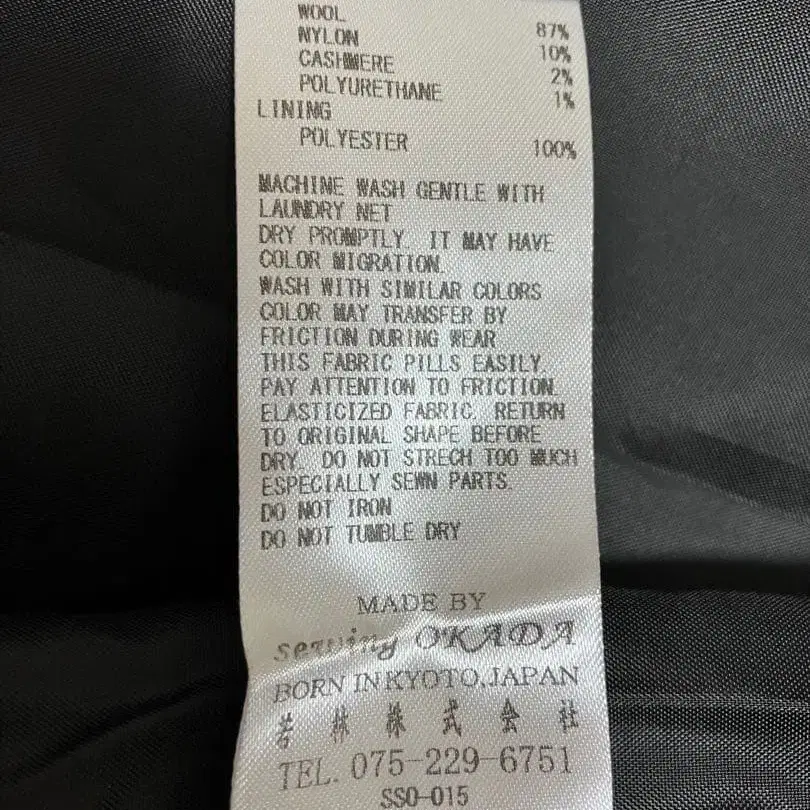 WOOL 87%
NYLON 10%
CASHMERE 2%
POLYURETHANE 1%
LINING
POLYESTER 100%
MACHINE WASH GENTLE WITH
LAUNDRY NET
DRY PROMPTLY. IT MAY HAVE
COLOR MIGRATION.
WASH WITH SIMILAR COLORS
COLOR MAY TRANSFER BY
FRICTION DURING WEAR
THIS FABRIC PILLS EASILY.
PAY ATTENTION TO FRICTION.
ELASTICIZED FABRIC. RETURN
TO ORIGINAL SHAPE BEFORE
DRY. DO NOT STRECH TOO MUCH
ESPECIALLY SEWN PARTS.
DO NOT IRON
DO NOT TUMBLE DRY
MADE BY
sewing OKADA
BORN IN KYOTO,JAPAN
若林株式会社
TEL. 075-229-6751
SSO-015